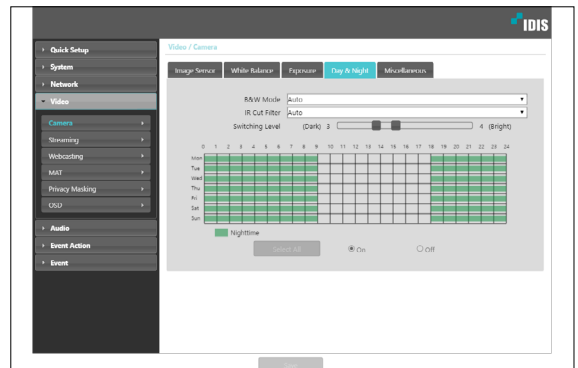 IDIS
Quick Setup
System
Network
Video
Camera
Streaming
Webcasting
MAT
Privacy Masking
OSD
Audio
Event Action
Event
Video / Camera
Image Sensor White Balance Exposure Day & Night Miscellaneous
B&W Mode Auto
IR Cut Filter Auto
Switching Level (Dark) 3 4 (Bright)
0 1 2 3 4 5 6 7 8 9 10 11 12 13 14 15 16 17 18 19 20 21 22 23 24
Mon
Tue
Wed
Thu
Fri
Sat
Sun
Nighttime
Select All On Off